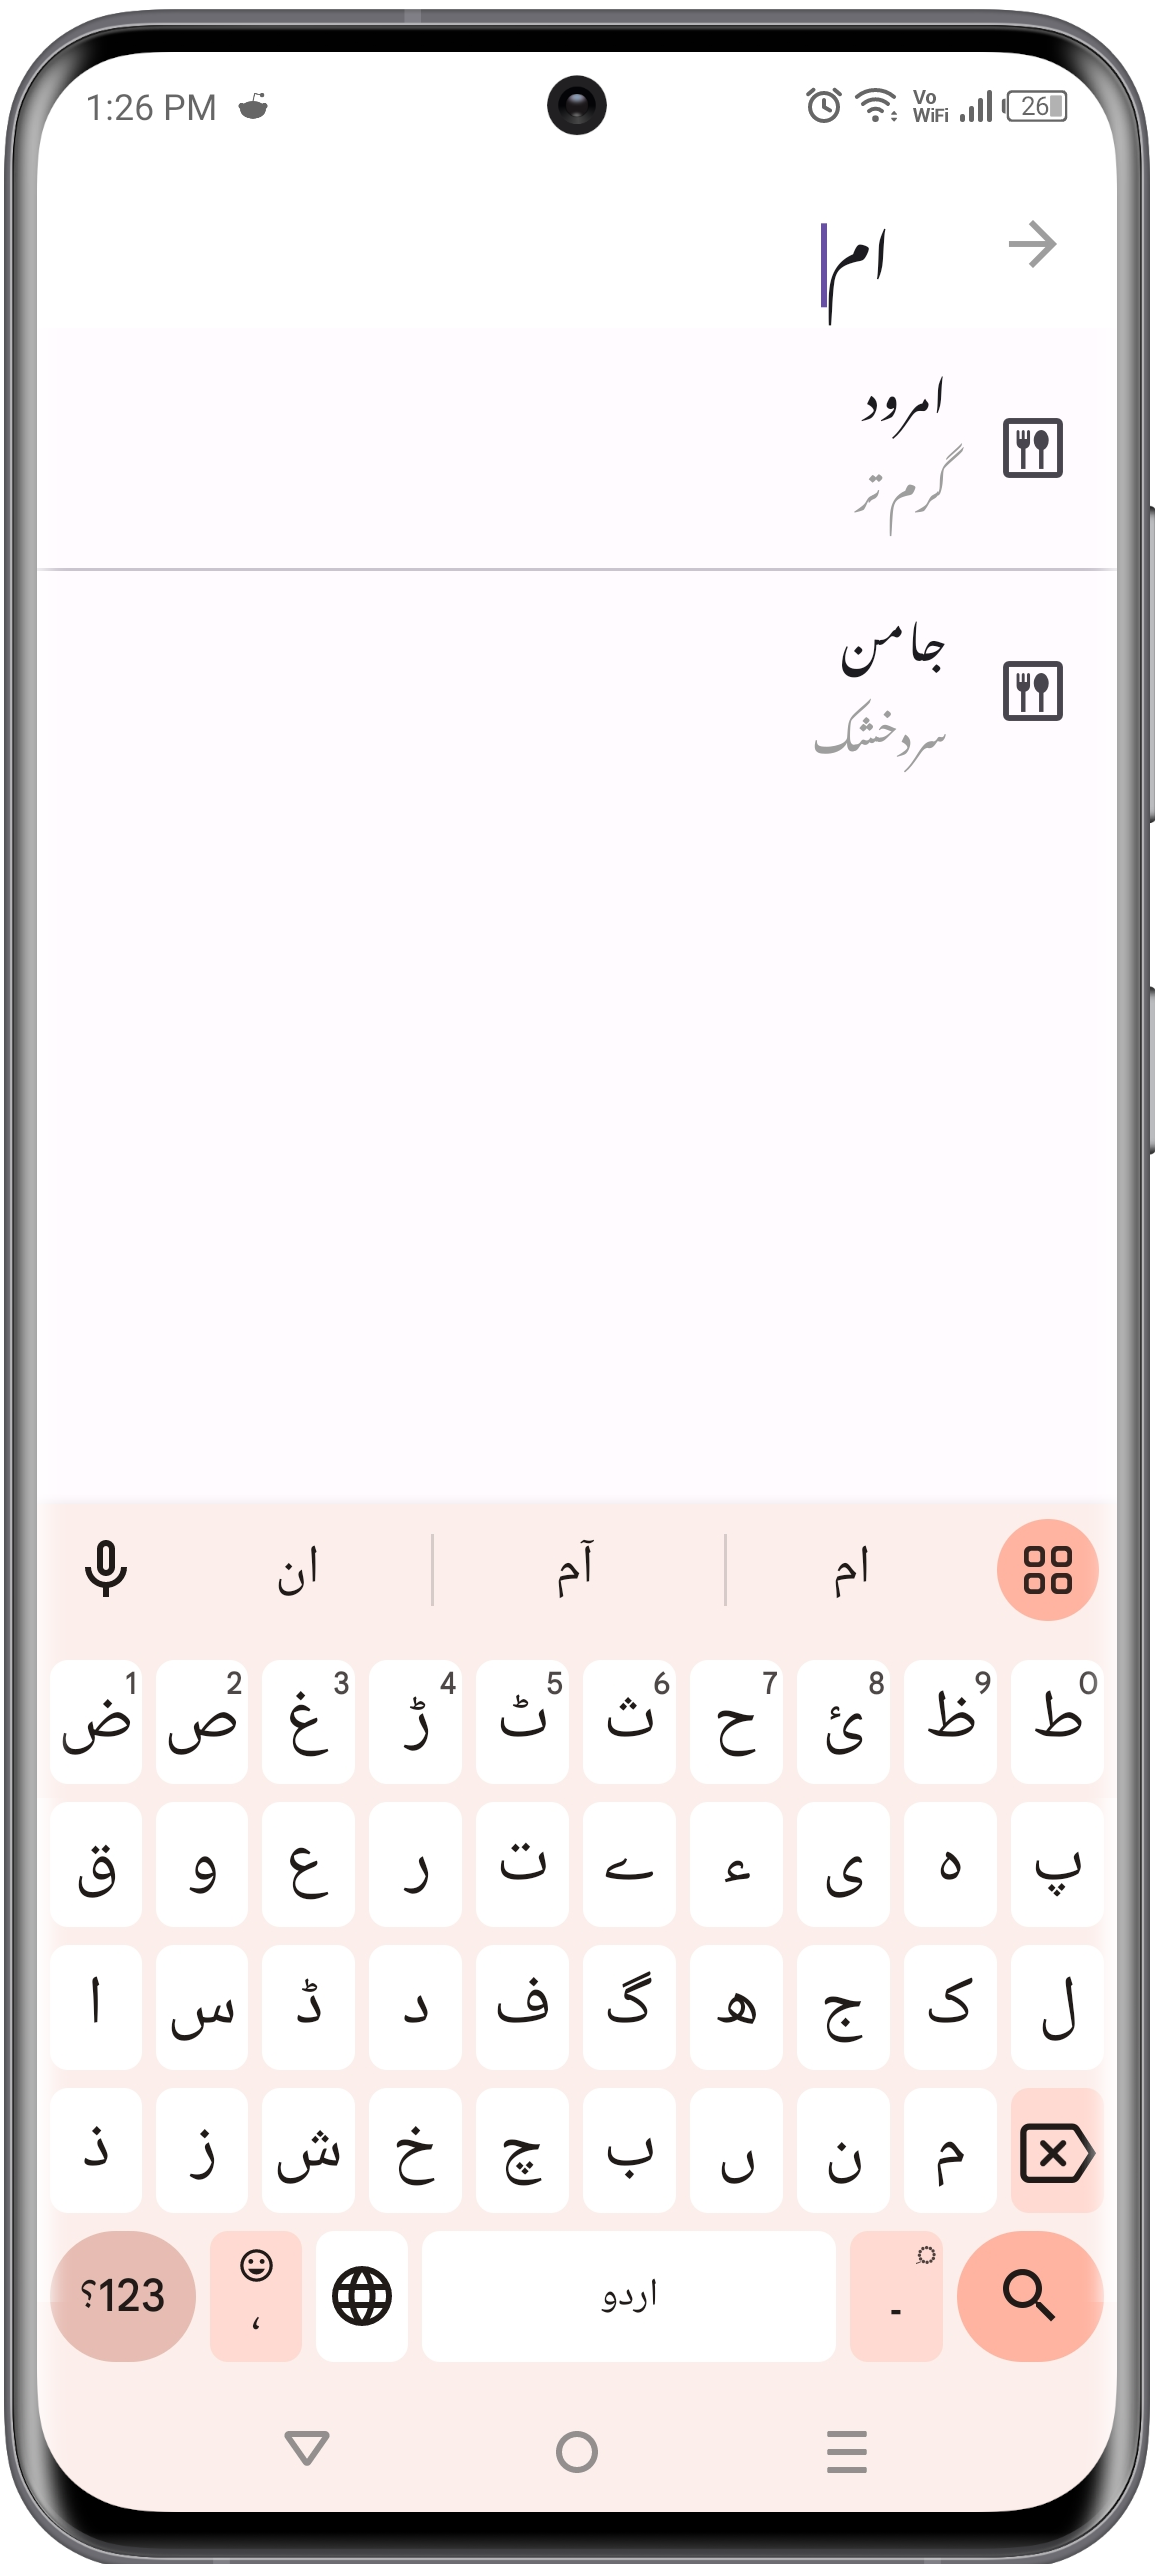 1:26 PM
Vo
WiFi
26
ام
امرود
گرم تر
جامن
سرد خشک
ام آم ان
ض 1 ص 2 غ 3 ڑ 4 ٹ 5 ث 6 ح 7 ئ 8 ظ 9 ط 0
ق و ع ر ت ے ء ی ہ پ
ا س ڈ د ف گ ھ ج ک ل
ذ ز ش خ چ ب ں ن م
؟123 ، اردو ۔